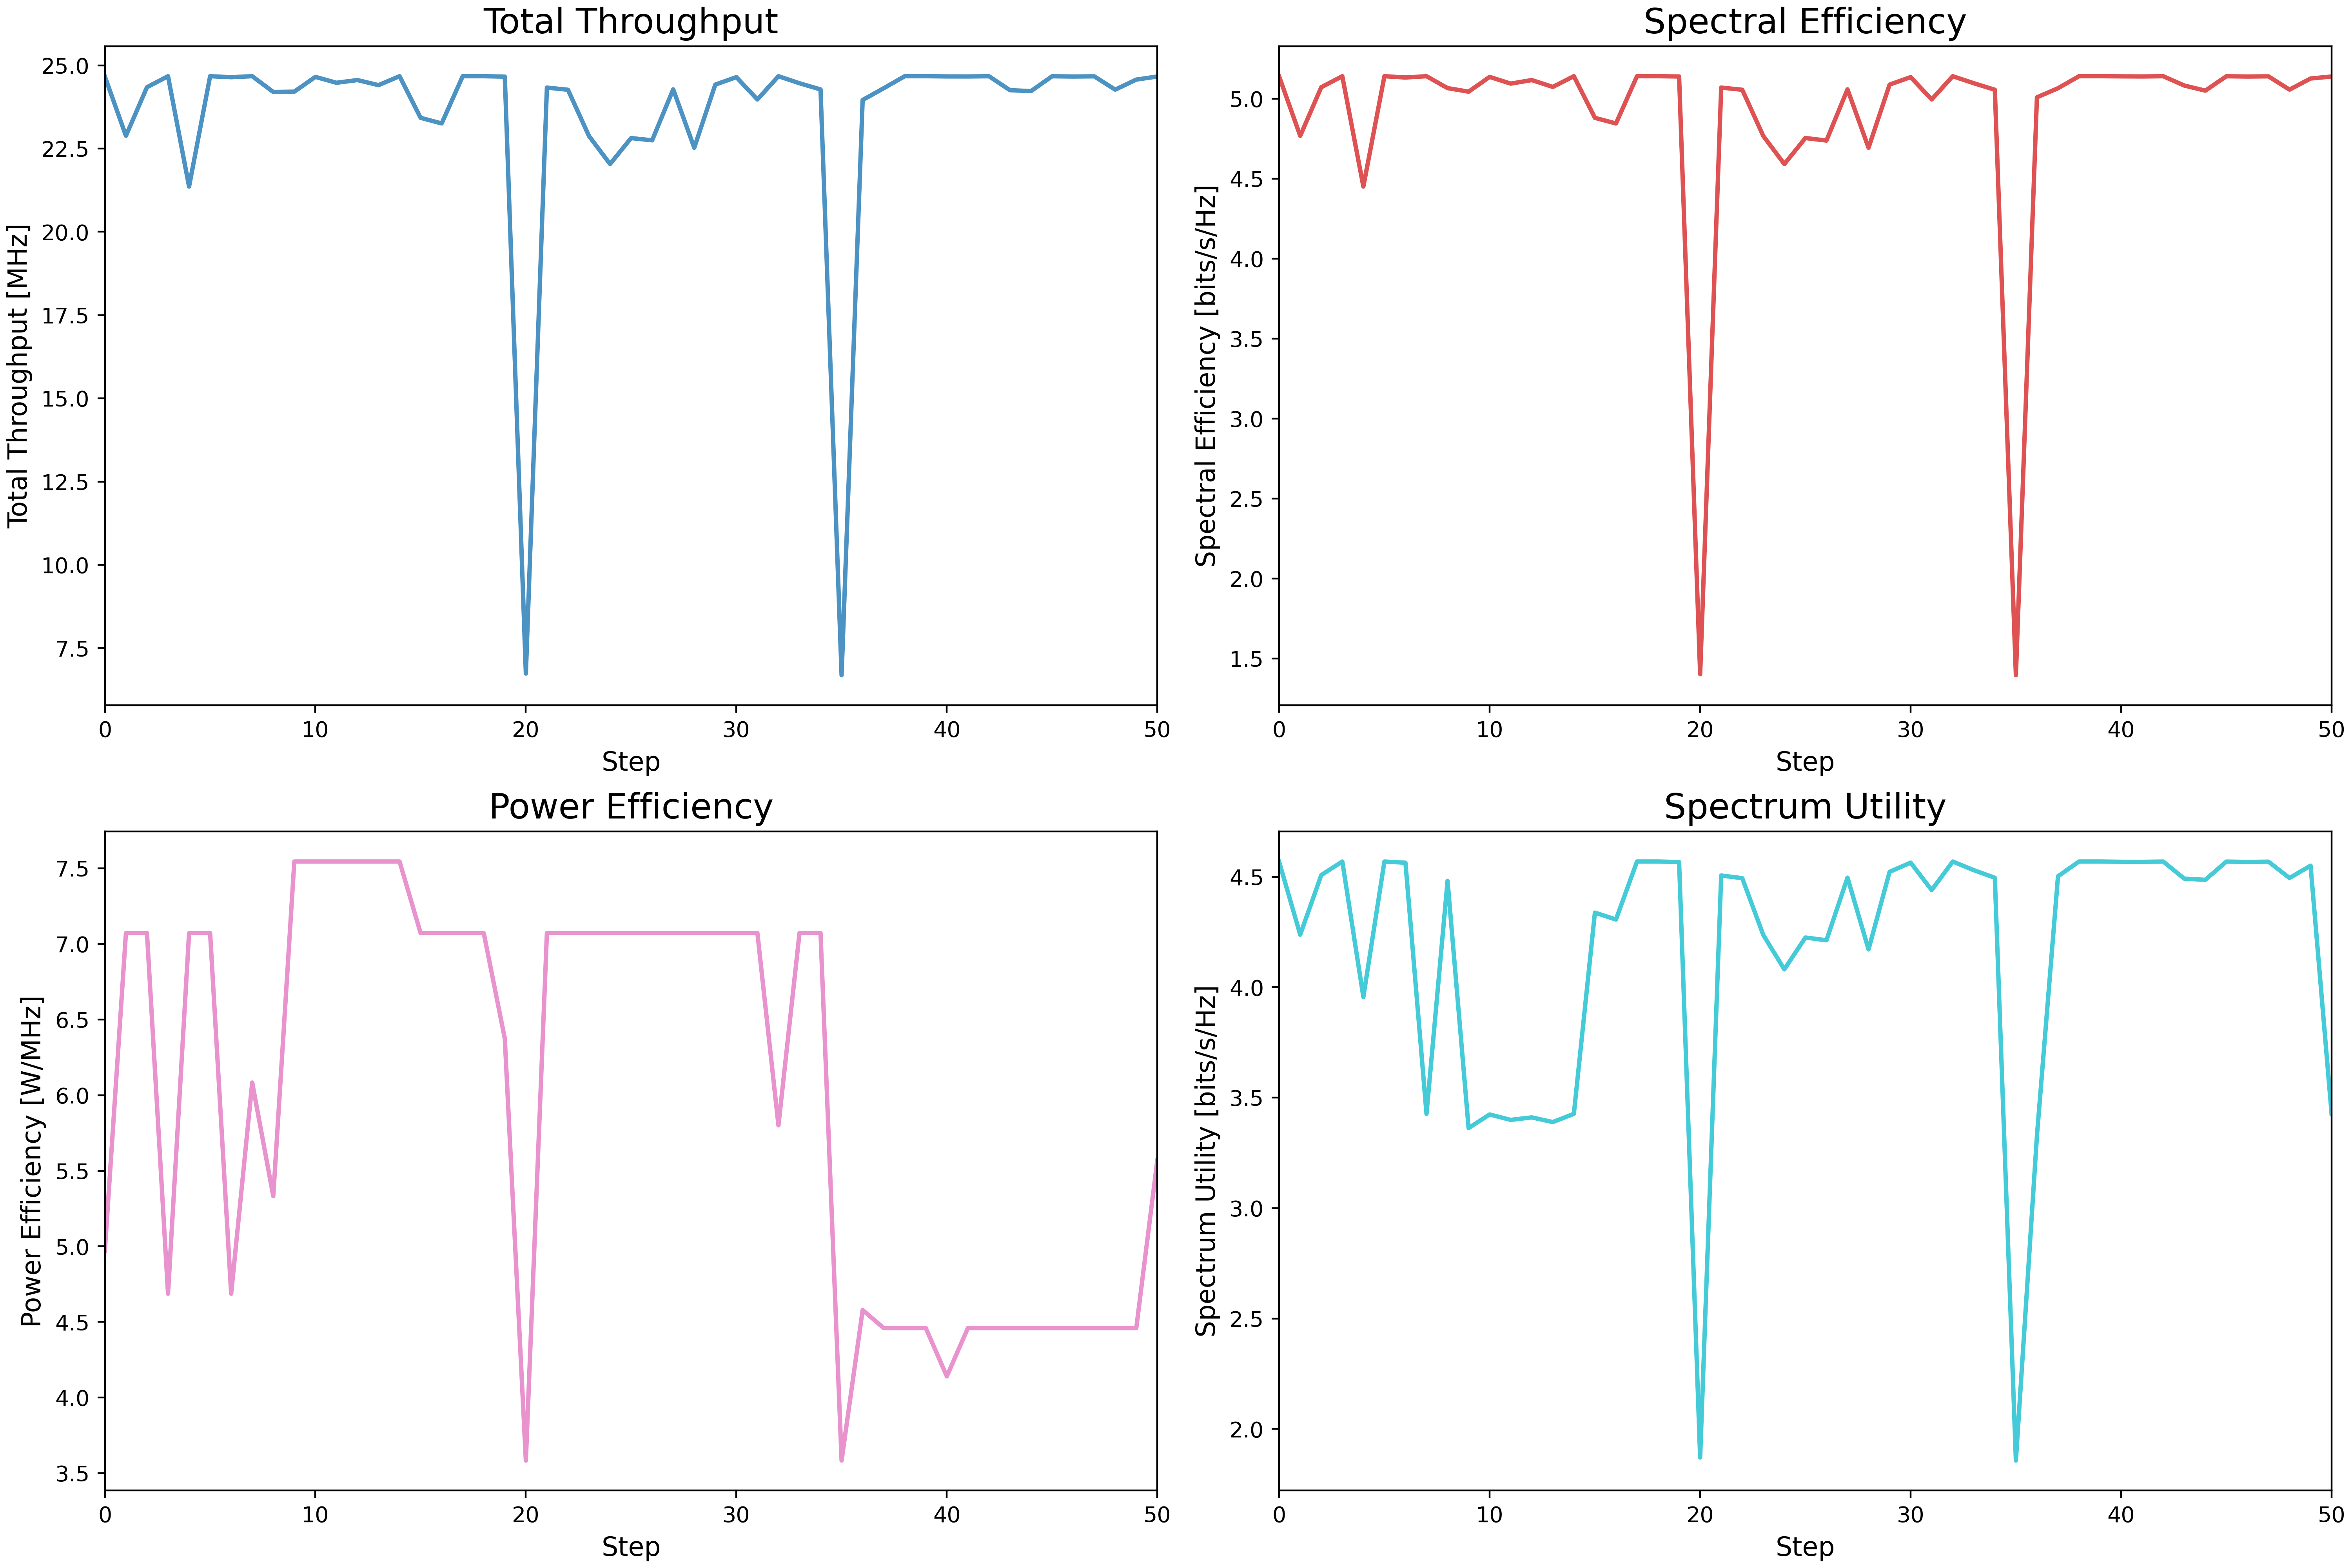 Total Throughput
Total Throughput [MHz]
25.0
22.5
20.0
17.5
15.0
12.5
10.0
7.5
0 10 20 30 40 50
Step
Spectral Efficiency
Spectral Efficiency [bits/s/Hz]
5.0
4.5
4.0
3.5
3.0
2.5
2.0
1.5
0 10 20 30 40 50
Step
Power Efficiency
Power Efficiency [W/MHz]
7.5
7.0
6.5
6.0
5.5
5.0
4.5
4.0
3.5
0 10 20 30 40 50
Step
Spectrum Utility
Spectrum Utility [bits/s/Hz]
4.5
4.0
3.5
3.0
2.5
2.0
0 10 20 30 40 50
Step